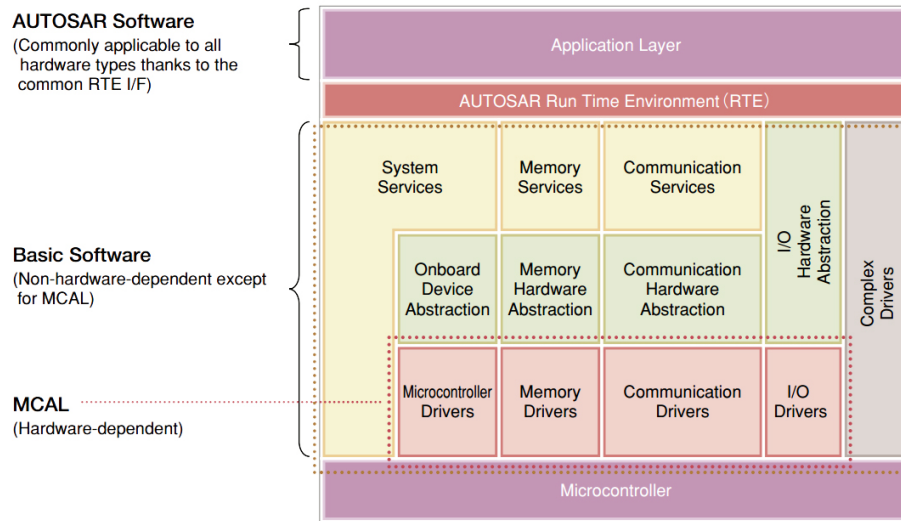 AUTOSAR Software
(Commonly applicable to all
hardware types thanks to the
common RTE I/F)
Application Layer
AUTOSAR Run Time Environment (RTE)
System
Services
Memory
Services
Communication
Services
I/O
Hardware
Abstraction
Complex
Drivers
Basic Software
(Non-hardware-dependent except
for MCAL)
Onboard
Device
Abstraction
Memory
Hardware
Abstraction
Communication
Hardware
Abstraction
MCAL
(Hardware-dependent)
Microcontroller
Drivers
Memory
Drivers
Communication
Drivers
I/O
Drivers
Microcontroller